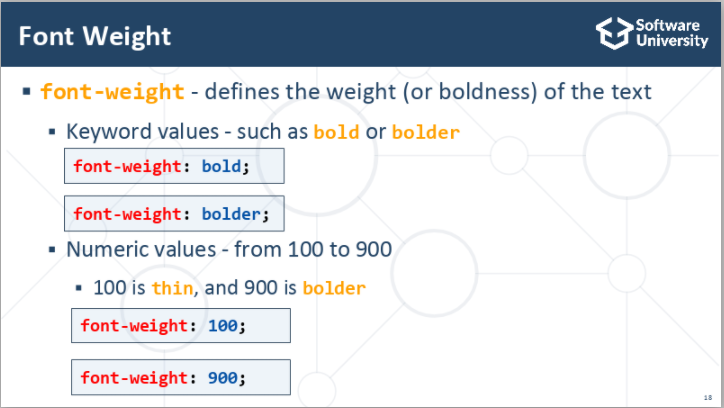 Font Weight
Software
University
▪ font-weight - defines the weight (or boldness) of the text
▪ Keyword values - such as bold or bolder
font-weight: bold;
font-weight: bolder;
▪ Numeric values - from 100 to 900
▪ 100 is thin, and 900 is bolder
font-weight: 100;
font-weight: 900;
18